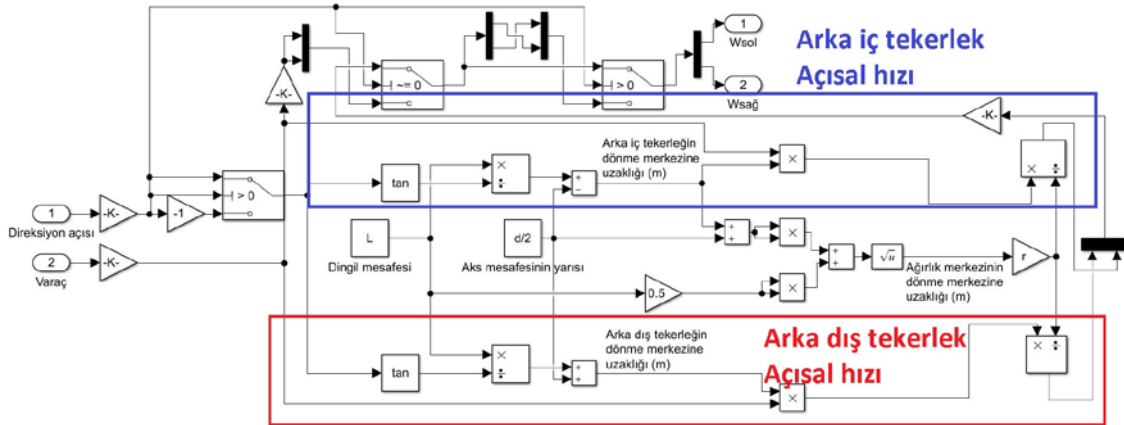 1
Wsol
2
Wsağ
Arka iç tekerlek
Açısal hızı
-K-
~= 0
> 0
-K-
Arka iç tekerleğin
dönme merkezine
uzaklığı (m)
×
×
÷
+
−
tan
×
÷
> 0
1
Direksiyon açısı
-K-
-1
2
Varaç
-K-
L
Dingil mesafesi
d/2
Aks mesafesinin yarısı
+
+
×
+
+
√u
Ağırlık merkezinin
dönme merkezine
uzaklığı (m)
r
0.5
×
Arka dış tekerleğin
dönme merkezine
uzaklığı (m)
Arka dış tekerlek
Açısal hızı
×
÷
tan
×
÷
+
+
×